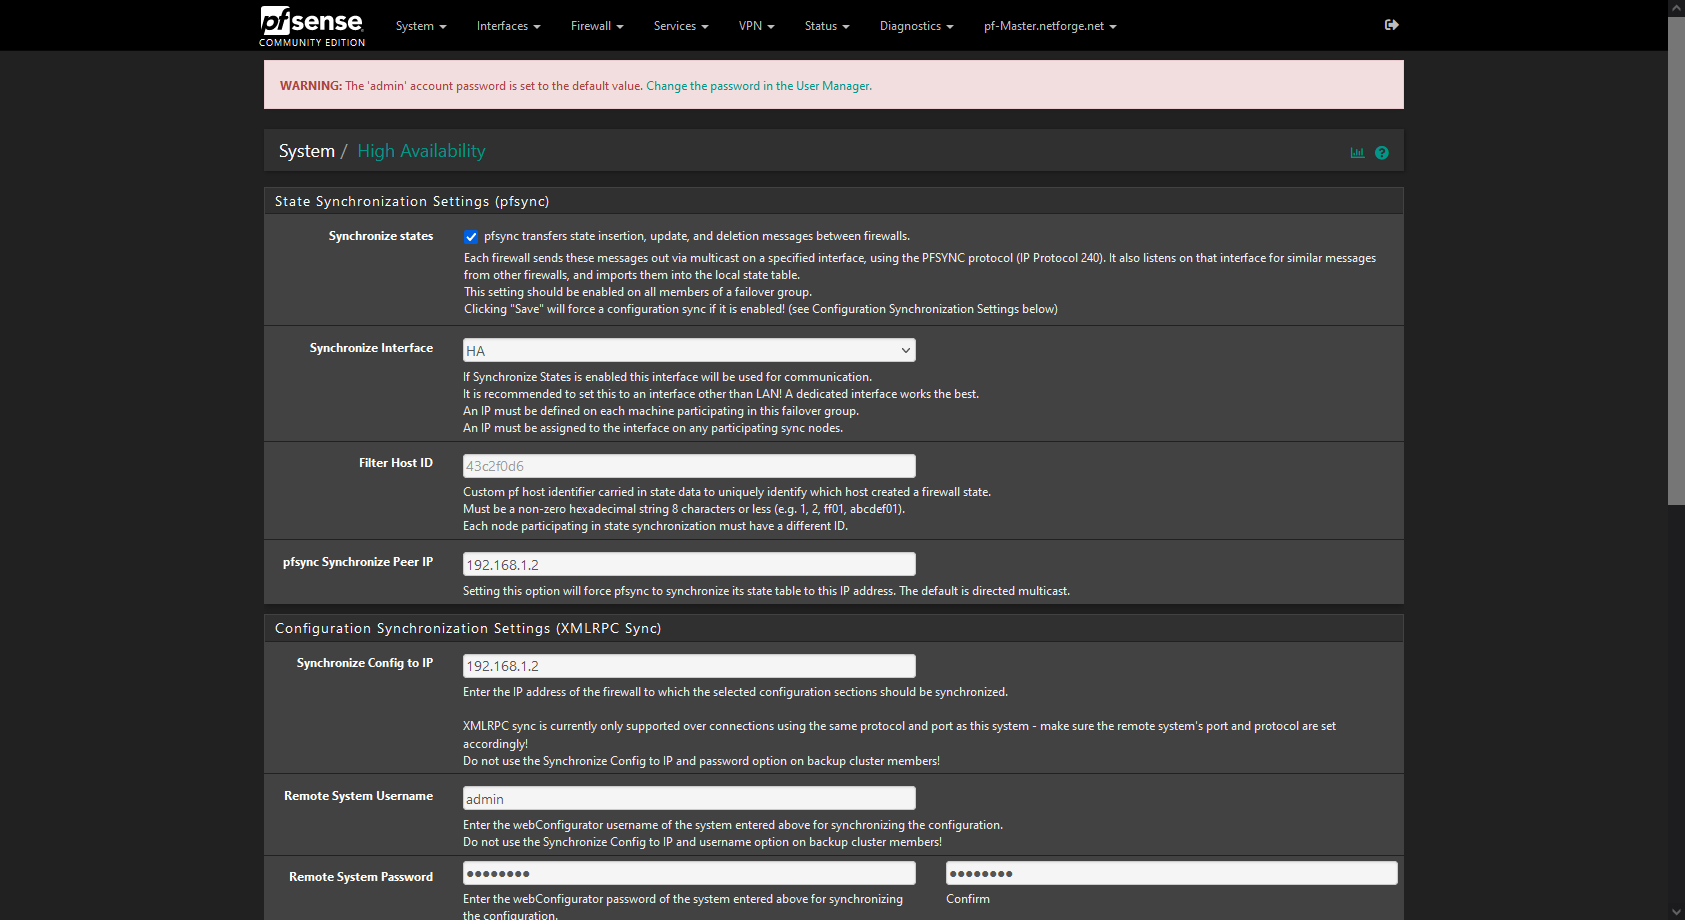 pfsense
COMMUNITY EDITION
System
Interfaces
Firewall
Services
VPN
Status
Diagnostics
pf-Master.netforge.net
WARNING: The 'admin' account password is set to the default value. Change the password in the User Manager.
System / High Availability
State Synchronization Settings (pfsync)
Synchronize states
pfsync transfers state insertion, update, and deletion messages between firewalls.
Each firewall sends these messages out via multicast on a specified interface, using the PFSYNC protocol (IP Protocol 240). It also listens on that interface for similar messages
from other firewalls, and imports them into the local state table.
This setting should be enabled on all members of a failover group.
Clicking "Save" will force a configuration sync if it is enabled! (see Configuration Synchronization Settings below)
Synchronize Interface
HA
If Synchronize States is enabled this interface will be used for communication.
It is recommended to set this to an interface other than LAN! A dedicated interface works the best.
An IP must be defined on each machine participating in this failover group.
An IP must be assigned to the interface on any participating sync nodes.
Filter Host ID
43c2f0d6
Custom pf host identifier carried in state data to uniquely identify which host created a firewall state.
Must be a non-zero hexadecimal string 8 characters or less (e.g. 1, 2, ff01, abcdef01).
Each node participating in state synchronization must have a different ID.
pfsync Synchronize Peer IP
192.168.1.2
Setting this option will force pfsync to synchronize its state table to this IP address. The default is directed multicast.
Configuration Synchronization Settings (XMLRPC Sync)
Synchronize Config to IP
192.168.1.2
Enter the IP address of the firewall to which the selected configuration sections should be synchronized.
XMLRPC sync is currently only supported over connections using the same protocol and port as this system - make sure the remote system's port and protocol are set
accordingly!
Do not use the Synchronize Config to IP and password option on backup cluster members!
Remote System Username
admin
Enter the webConfigurator username of the system entered above for synchronizing the configuration.
Do not use the Synchronize Config to IP and username option on backup cluster members!
Remote System Password
●●●●●●●●
●●●●●●●●
Enter the webConfigurator password of the system entered above for synchronizing
the configuration.
Confirm